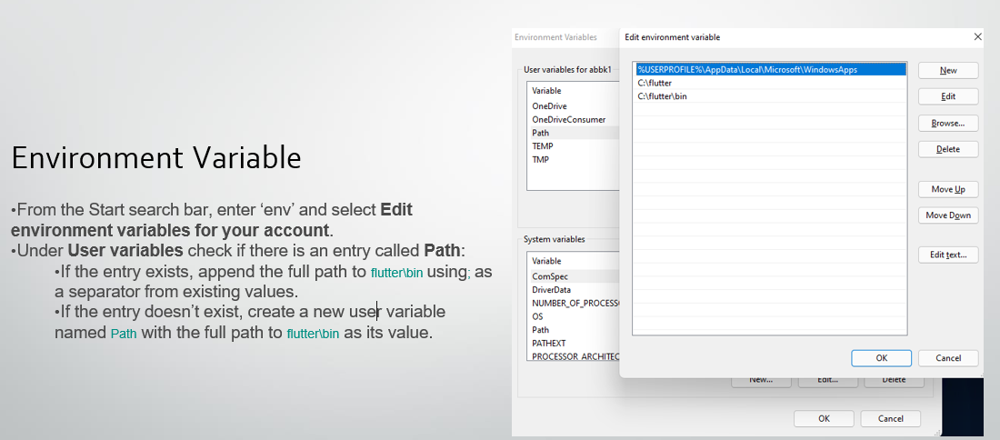 Environment Variable
•From the Start search bar, enter ‘env’ and select Edit
environment variables for your account.
•Under User variables check if there is an entry called Path:
•If the entry exists, append the full path to flutter\bin using; as
a separator from existing values.
•If the entry doesn’t exist, create a new user variable
named Path with the full path to flutter\bin as its value.
Environment Variables
User variables for abbk1
Variable
OneDrive
OneDriveConsumer
Path
TEMP
TMP
System variables
Variable
ComSpec
DriverData
NUMBER_OF_PROCESSO
OS
Path
PATHEXT
PROCESSOR_ARCHITEC
New...
Edit...
Delete
OK
Cancel
Edit environment variable
%USERPROFILE%\AppData\Local\Microsoft\WindowsApps
C:\flutter
C:\flutter\bin
New
Edit
Browse...
Delete
Move Up
Move Down
Edit text...
OK
Cancel